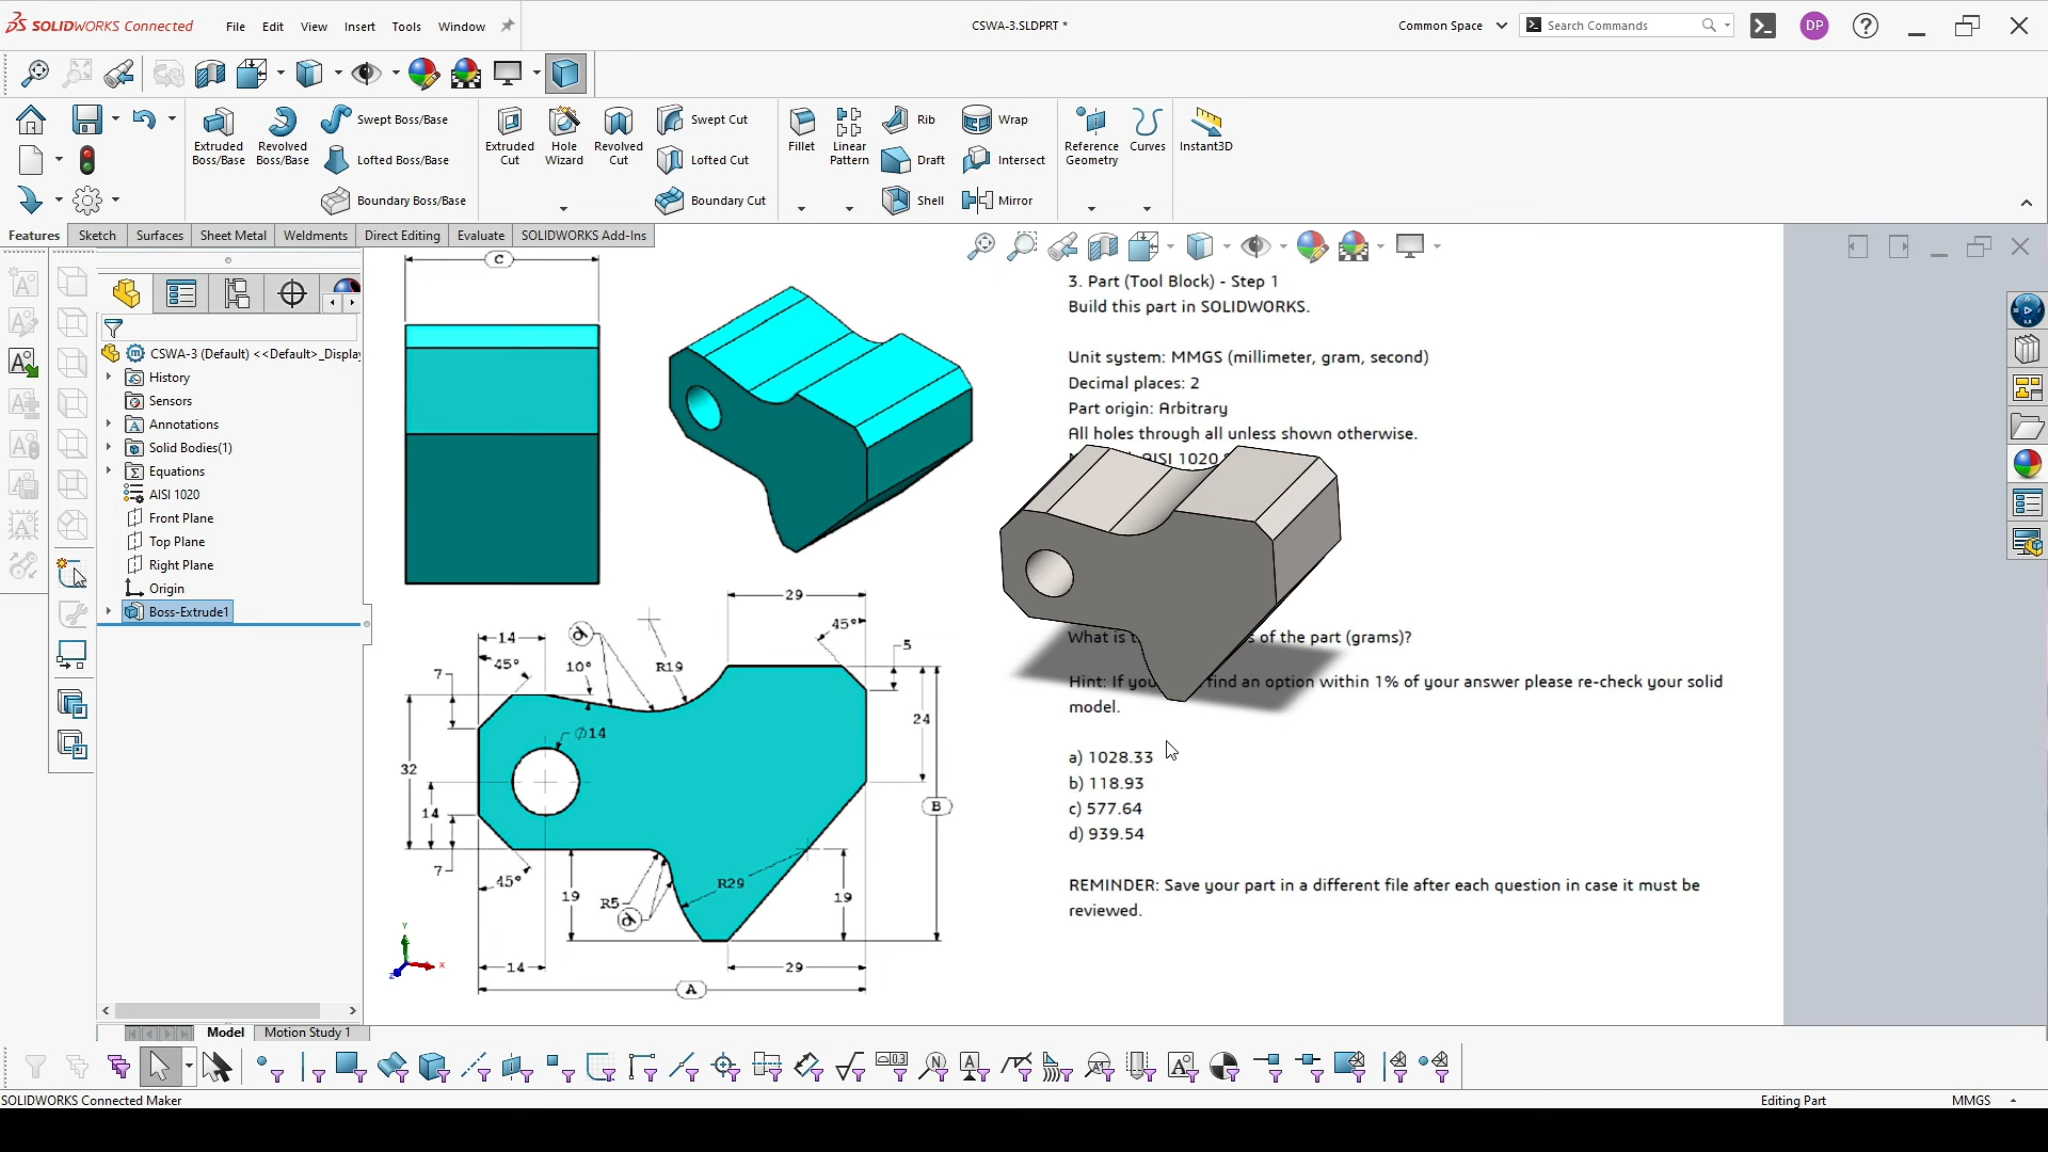 SOLIDWORKS Connected
File
Edit
View
Insert
Tools
Window
CSWA-3.SLDPRT *
Common Space
Search Commands
DP
Extruded Boss/Base
Revolved Boss/Base
Swept Boss/Base
Lofted Boss/Base
Boundary Boss/Base
Extruded Cut
Hole Wizard
Revolved Cut
Swept Cut
Lofted Cut
Boundary Cut
Fillet
Linear Pattern
Rib
Draft
Shell
Wrap
Intersect
Mirror
Reference Geometry
Curves
Instant3D
Features
Sketch
Surfaces
Sheet Metal
Weldments
Direct Editing
Evaluate
SOLIDWORKS Add-Ins
CSWA-3 (Default) <<Default>_Display
History
Sensors
Annotations
Solid Bodies(1)
Equations
AISI 1020
Front Plane
Top Plane
Right Plane
Origin
Boss-Extrude1
C
29
14
45°
d
10°
R19
45°
5
7
Ø14
24
32
14
B
7
45°
19
R5
d
R29
19
14
29
A
Y
X
Z
3. Part (Tool Block) - Step 1
Build this part in SOLIDWORKS.
Unit system: MMGS (millimeter, gram, second)
Decimal places: 2
Part origin: Arbitrary
All holes through all unless shown otherwise.
AISI 1020
What is
of the part (grams)?
Hint: If you
find an option within 1% of your answer please re-check your solid
model.
a) 1028.33
b) 118.93
c) 577.64
d) 939.54
REMINDER: Save your part in a different file after each question in case it must be
reviewed.
Model
Motion Study 1
SOLIDWORKS Connected Maker
Editing Part
MMGS